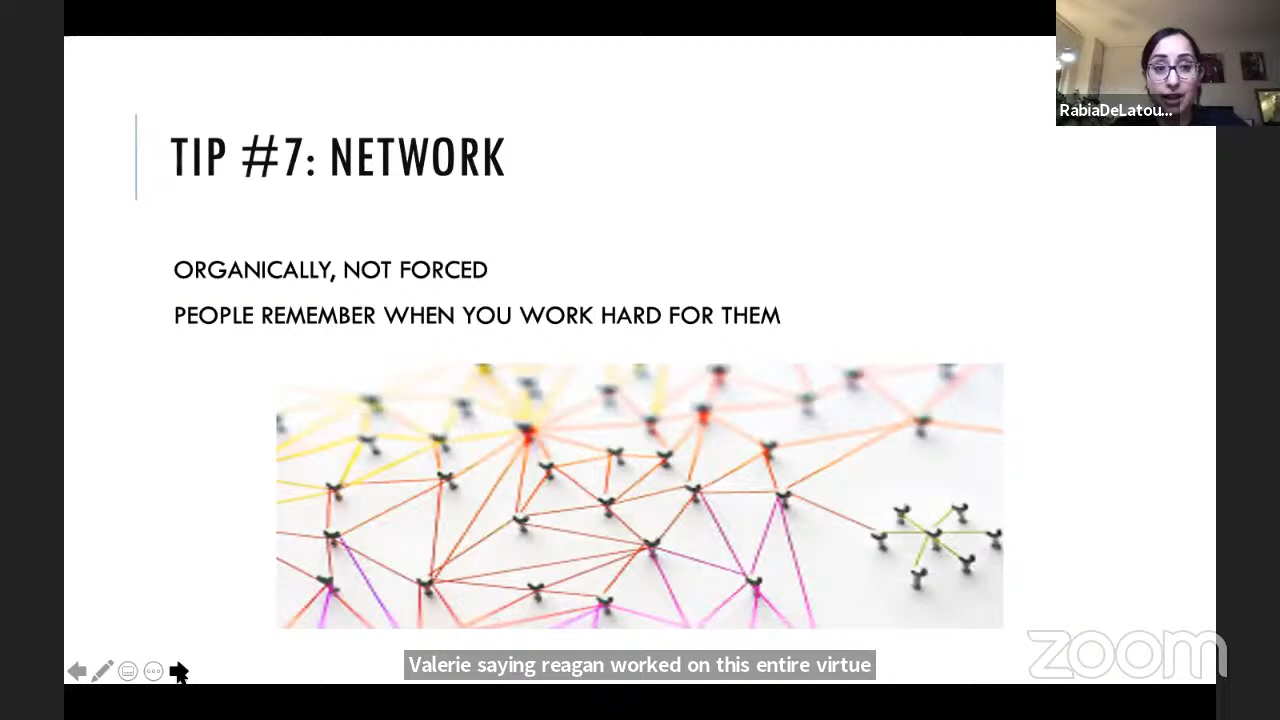 RabiaDeLatou...
TIP #7: NETWORK
ORGANICALLY, NOT FORCED
PEOPLE REMEMBER WHEN YOU WORK HARD FOR THEM
Valerie saying reagan worked on this entire virtue
zoom